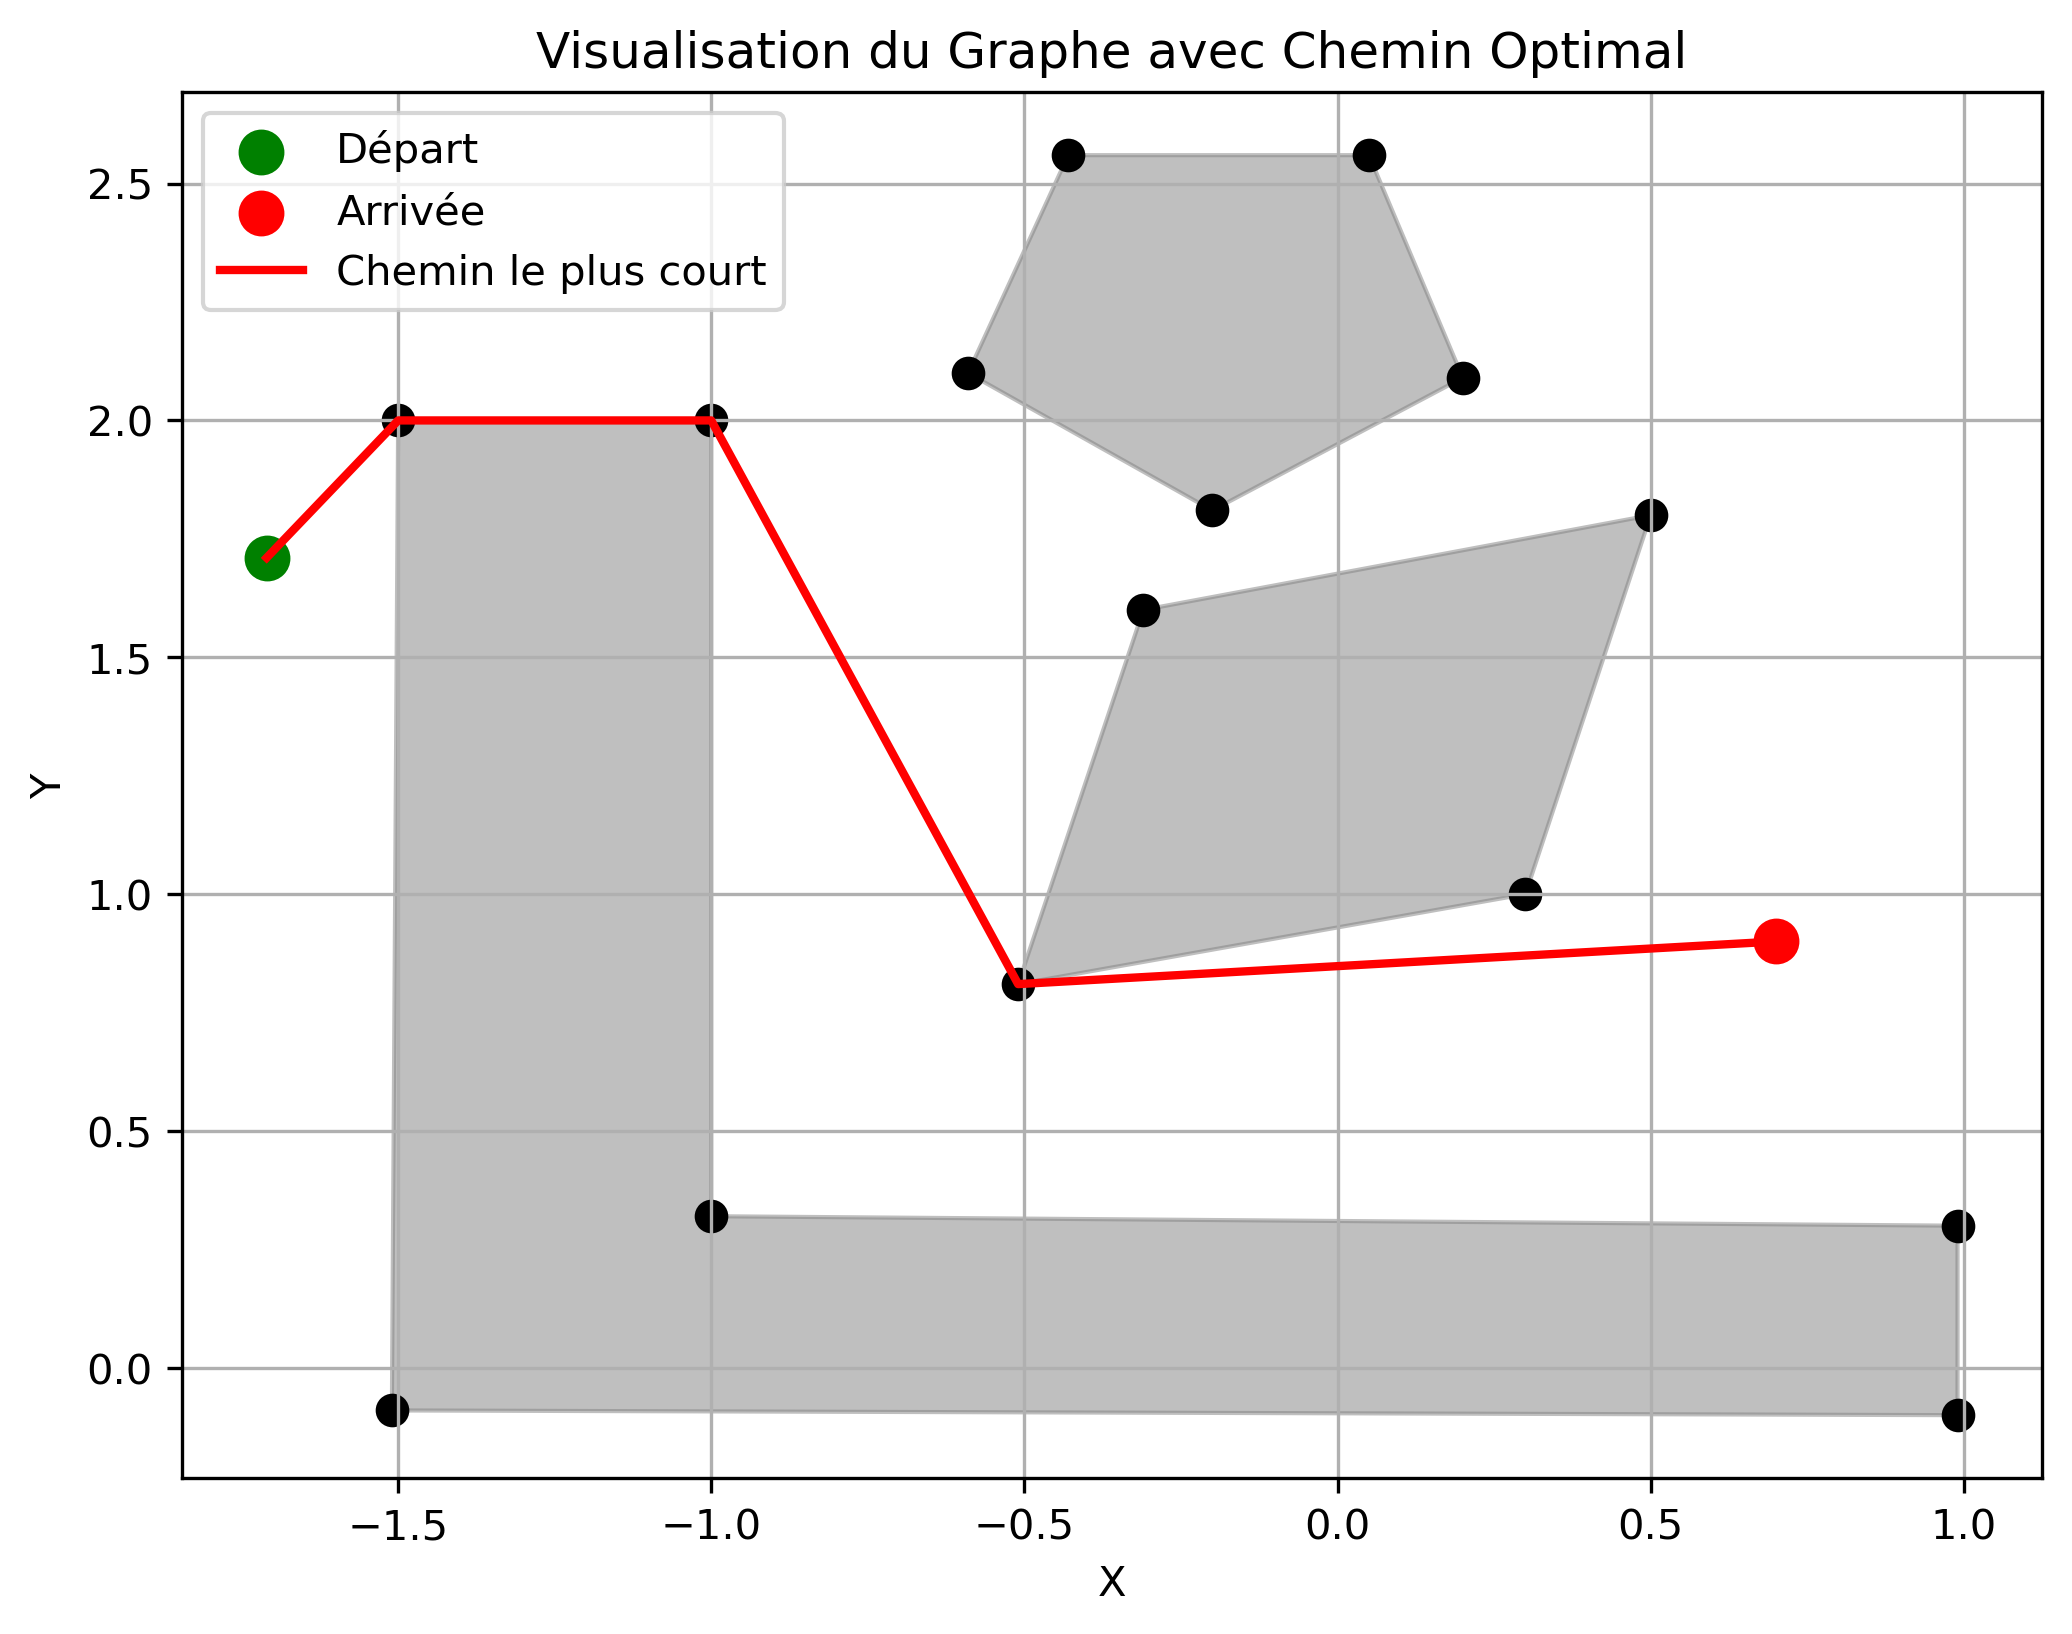 Visualisation du Graphe avec Chemin Optimal
Départ
Arrivée
Chemin le plus court
2.5
2.0
1.5
1.0
0.5
0.0
Y
−1.5 −1.0 −0.5 0.0 0.5 1.0
X